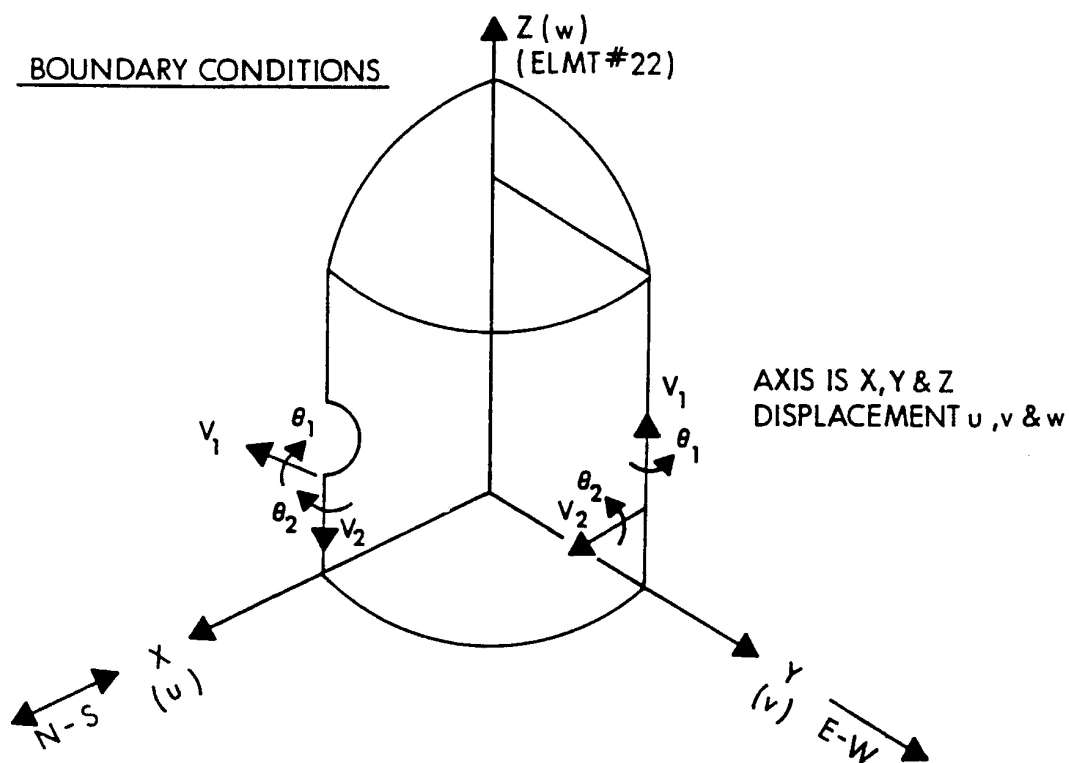 BOUNDARY CONDITIONS
Z (w)
(ELMT #22)
AXIS IS X, Y & Z
DISPLACEMENT u, v & w
V1
θ1
θ2
V2
V1
θ1
θ2
V2
X
(u)
N-S
Y
(v)
E-W